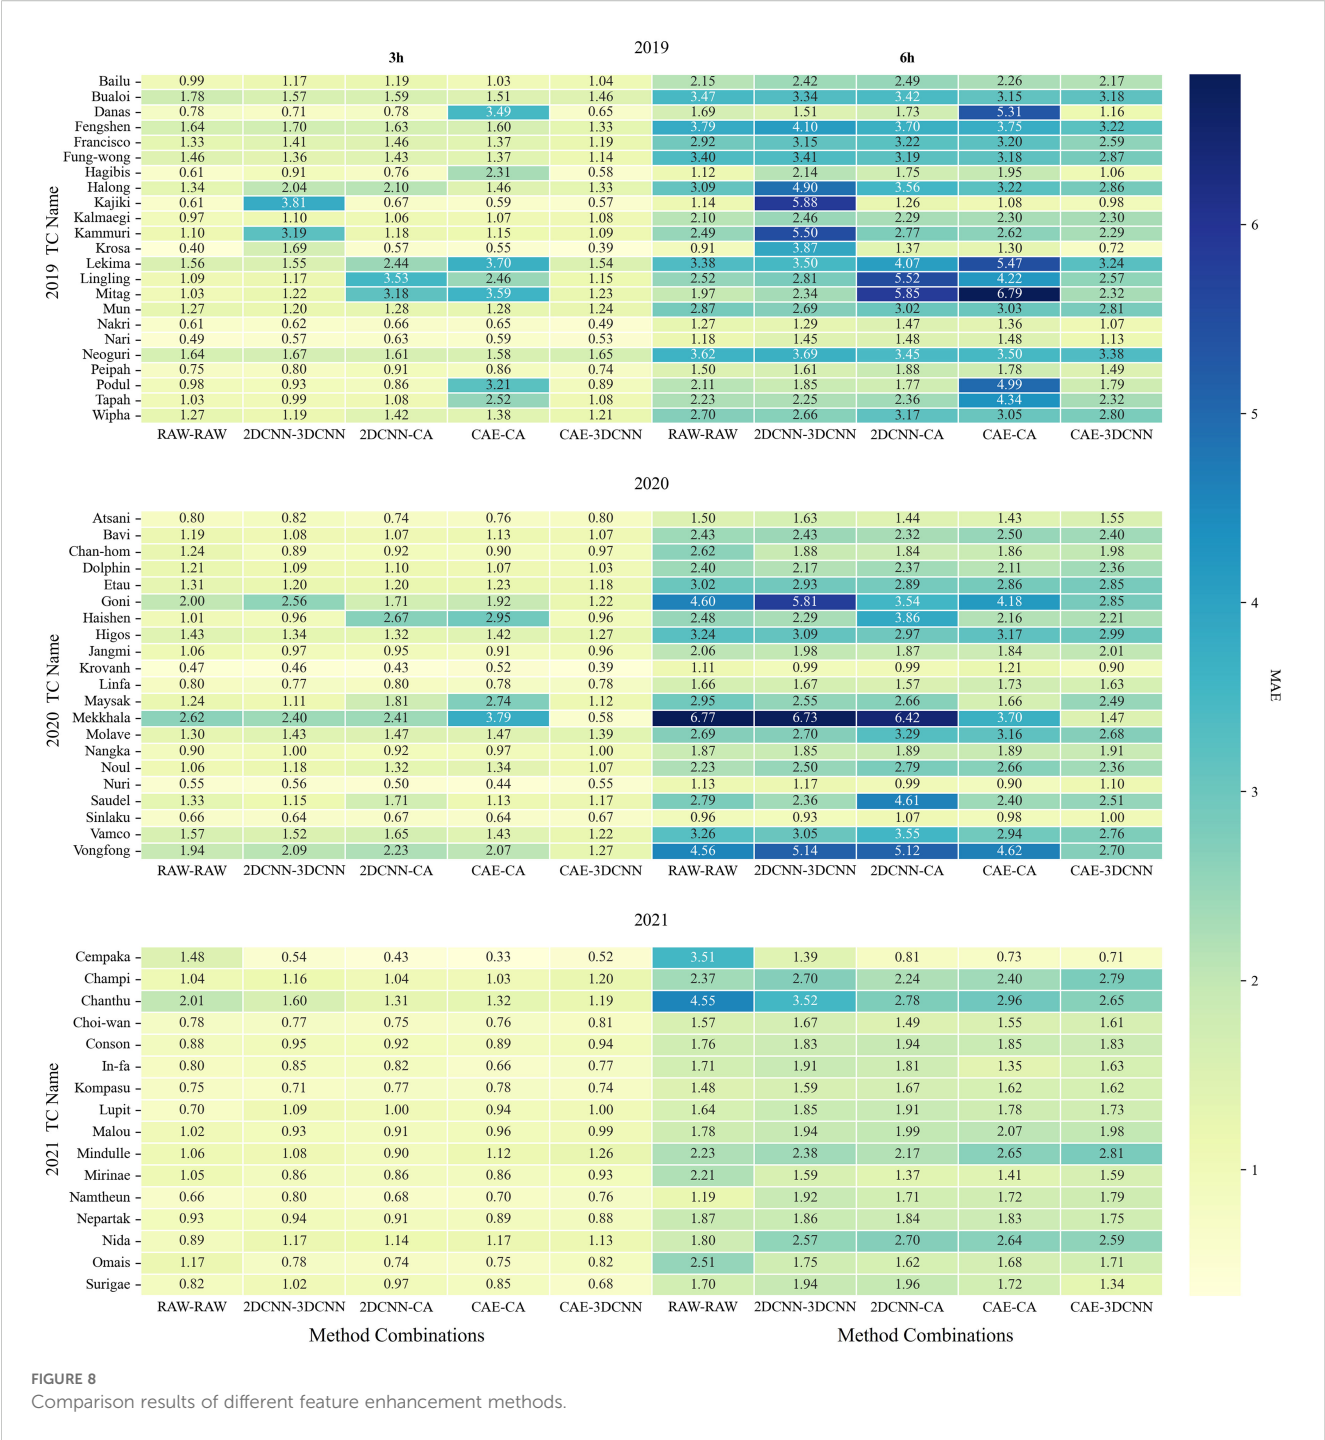 2019
3h 6h
Bailu 0.99 1.17 1.19 1.03 1.04 2.15 2.42 2.49 2.26 2.17
Bualoi 1.78 1.57 1.59 1.51 1.46 3.47 3.34 3.42 3.15 3.18
Danas 0.78 0.71 0.78 3.49 0.65 1.69 1.51 1.73 5.31 1.16
Fengshen 1.64 1.70 1.63 1.60 1.33 3.79 4.10 3.70 3.75 3.22
Francisco 1.33 1.41 1.46 1.37 1.19 2.92 3.15 3.22 3.20 2.59
Fung-wong 1.46 1.36 1.43 1.37 1.14 3.40 3.41 3.19 3.18 2.87
Hagibis 0.61 0.91 0.76 2.31 0.58 1.12 2.14 1.75 1.95 1.06
Halong 1.34 2.04 2.10 1.46 1.33 3.09 4.90 3.56 3.22 2.86
Kajiki 0.61 3.81 0.67 0.59 0.57 1.14 5.88 1.26 1.08 0.98
Kalmaegi 0.97 1.10 1.06 1.07 1.08 2.10 2.46 2.29 2.30 2.30
Kammuri 1.10 3.19 1.18 1.15 1.09 2.49 5.50 2.77 2.62 2.29
Krosa 0.40 1.69 0.57 0.55 0.39 0.91 3.87 1.37 1.30 0.72
Lekima 1.56 1.55 2.44 3.70 1.54 3.38 3.50 4.07 5.47 3.24
Lingling 1.09 1.17 3.53 2.46 1.15 2.52 2.81 5.52 4.22 2.57
Mitag 1.03 1.22 3.18 3.59 1.23 1.97 2.34 5.85 6.79 2.32
Mun 1.27 1.20 1.28 1.28 1.24 2.87 2.69 3.02 3.03 2.81
Nakri 0.61 0.62 0.66 0.65 0.49 1.27 1.29 1.47 1.36 1.07
Nari 0.49 0.57 0.63 0.59 0.53 1.18 1.45 1.48 1.48 1.13
Neoguri 1.64 1.67 1.61 1.58 1.65 3.62 3.69 3.45 3.50 3.38
Peipah 0.75 0.80 0.91 0.86 0.74 1.50 1.61 1.88 1.78 1.49
Podul 0.98 0.93 0.86 3.21 0.89 2.11 1.85 1.77 4.99 1.79
Tapah 1.03 0.99 1.08 2.52 1.08 2.23 2.25 2.36 4.34 2.32
Wipha 1.27 1.19 1.42 1.38 1.21 2.70 2.66 3.17 3.05 2.80
RAW-RAW 2DCNN-3DCNN 2DCNN-CA CAE-CA CAE-3DCNN RAW-RAW 2DCNN-3DCNN 2DCNN-CA CAE-CA CAE-3DCNN
2019 TC Name
2020
Atsani 0.80 0.82 0.74 0.76 0.80 1.50 1.63 1.44 1.43 1.55
Bavi 1.19 1.08 1.07 1.13 1.07 2.43 2.43 2.32 2.50 2.40
Chan-hom 1.24 0.89 0.92 0.90 0.97 2.62 1.88 1.84 1.86 1.98
Dolphin 1.21 1.09 1.10 1.07 1.03 2.40 2.17 2.37 2.11 2.36
Etau 1.31 1.20 1.20 1.23 1.18 3.02 2.93 2.89 2.86 2.85
Goni 2.00 2.56 1.71 1.92 1.22 4.60 5.81 3.54 4.18 2.85
Haishen 1.01 0.96 2.67 2.95 0.96 2.48 2.29 3.86 2.16 2.21
Higos 1.43 1.34 1.32 1.42 1.27 3.24 3.09 2.97 3.17 2.99
Jangmi 1.06 0.97 0.95 0.91 0.96 2.06 1.98 1.87 1.84 2.01
Krovanh 0.47 0.46 0.43 0.52 0.39 1.11 0.99 0.99 1.21 0.90
Linfa 0.80 0.77 0.80 0.78 0.78 1.66 1.67 1.57 1.73 1.63
Maysak 1.24 1.11 1.81 2.74 1.12 2.95 2.55 2.66 1.66 2.49
Mekkhala 2.62 2.40 2.41 3.79 0.58 6.77 6.73 6.42 3.70 1.47
Molave 1.30 1.43 1.47 1.47 1.39 2.69 2.70 3.29 3.16 2.68
Nangka 0.90 1.00 0.92 0.97 1.00 1.87 1.85 1.89 1.89 1.91
Noul 1.06 1.18 1.32 1.34 1.07 2.23 2.50 2.79 2.66 2.36
Nuri 0.55 0.56 0.50 0.44 0.55 1.13 1.17 0.99 0.90 1.10
Saudel 1.33 1.15 1.71 1.13 1.17 2.79 2.36 4.61 2.40 2.51
Sinlaku 0.66 0.64 0.67 0.64 0.67 0.96 0.93 1.07 0.98 1.00
Vamco 1.57 1.52 1.65 1.43 1.22 3.26 3.05 3.55 2.94 2.76
Vongfong 1.94 2.09 2.23 2.07 1.27 4.56 5.14 5.12 4.62 2.70
RAW-RAW 2DCNN-3DCNN 2DCNN-CA CAE-CA CAE-3DCNN RAW-RAW 2DCNN-3DCNN 2DCNN-CA CAE-CA CAE-3DCNN
2020 TC Name
2021
Cempaka 1.48 0.54 0.43 0.33 0.52 3.51 1.39 0.81 0.73 0.71
Champi 1.04 1.16 1.04 1.03 1.20 2.37 2.70 2.24 2.40 2.79
Chanthu 2.01 1.60 1.31 1.32 1.19 4.55 3.52 2.78 2.96 2.65
Choi-wan 0.78 0.77 0.75 0.76 0.81 1.57 1.67 1.49 1.55 1.61
Conson 0.88 0.95 0.92 0.89 0.94 1.76 1.83 1.94 1.85 1.83
In-fa 0.80 0.85 0.82 0.66 0.77 1.71 1.91 1.81 1.35 1.63
Kompasu 0.75 0.71 0.77 0.78 0.74 1.48 1.59 1.67 1.62 1.62
Lupit 0.70 1.09 1.00 0.94 1.00 1.64 1.85 1.91 1.78 1.73
Malou 1.02 0.93 0.91 0.96 0.99 1.78 1.94 1.99 2.07 1.98
Mindulle 1.06 1.08 0.90 1.12 1.26 2.23 2.38 2.17 2.65 2.81
Mirinae 1.05 0.86 0.86 0.86 0.93 2.21 1.59 1.37 1.41 1.59
Namtheun 0.66 0.80 0.68 0.70 0.76 1.19 1.92 1.71 1.72 1.79
Nepartak 0.93 0.94 0.91 0.89 0.88 1.87 1.86 1.84 1.83 1.75
Nida 0.89 1.17 1.14 1.17 1.13 1.80 2.57 2.70 2.64 2.59
Omais 1.17 0.78 0.74 0.75 0.82 2.51 1.75 1.62 1.68 1.71
Surigae 0.82 1.02 0.97 0.85 0.68 1.70 1.94 1.96 1.72 1.34
RAW-RAW 2DCNN-3DCNN 2DCNN-CA CAE-CA CAE-3DCNN RAW-RAW 2DCNN-3DCNN 2DCNN-CA CAE-CA CAE-3DCNN
2021 TC Name
Method Combinations Method Combinations
6
5
4
3
2
1
MAE
FIGURE 8
Comparison results of different feature enhancement methods.